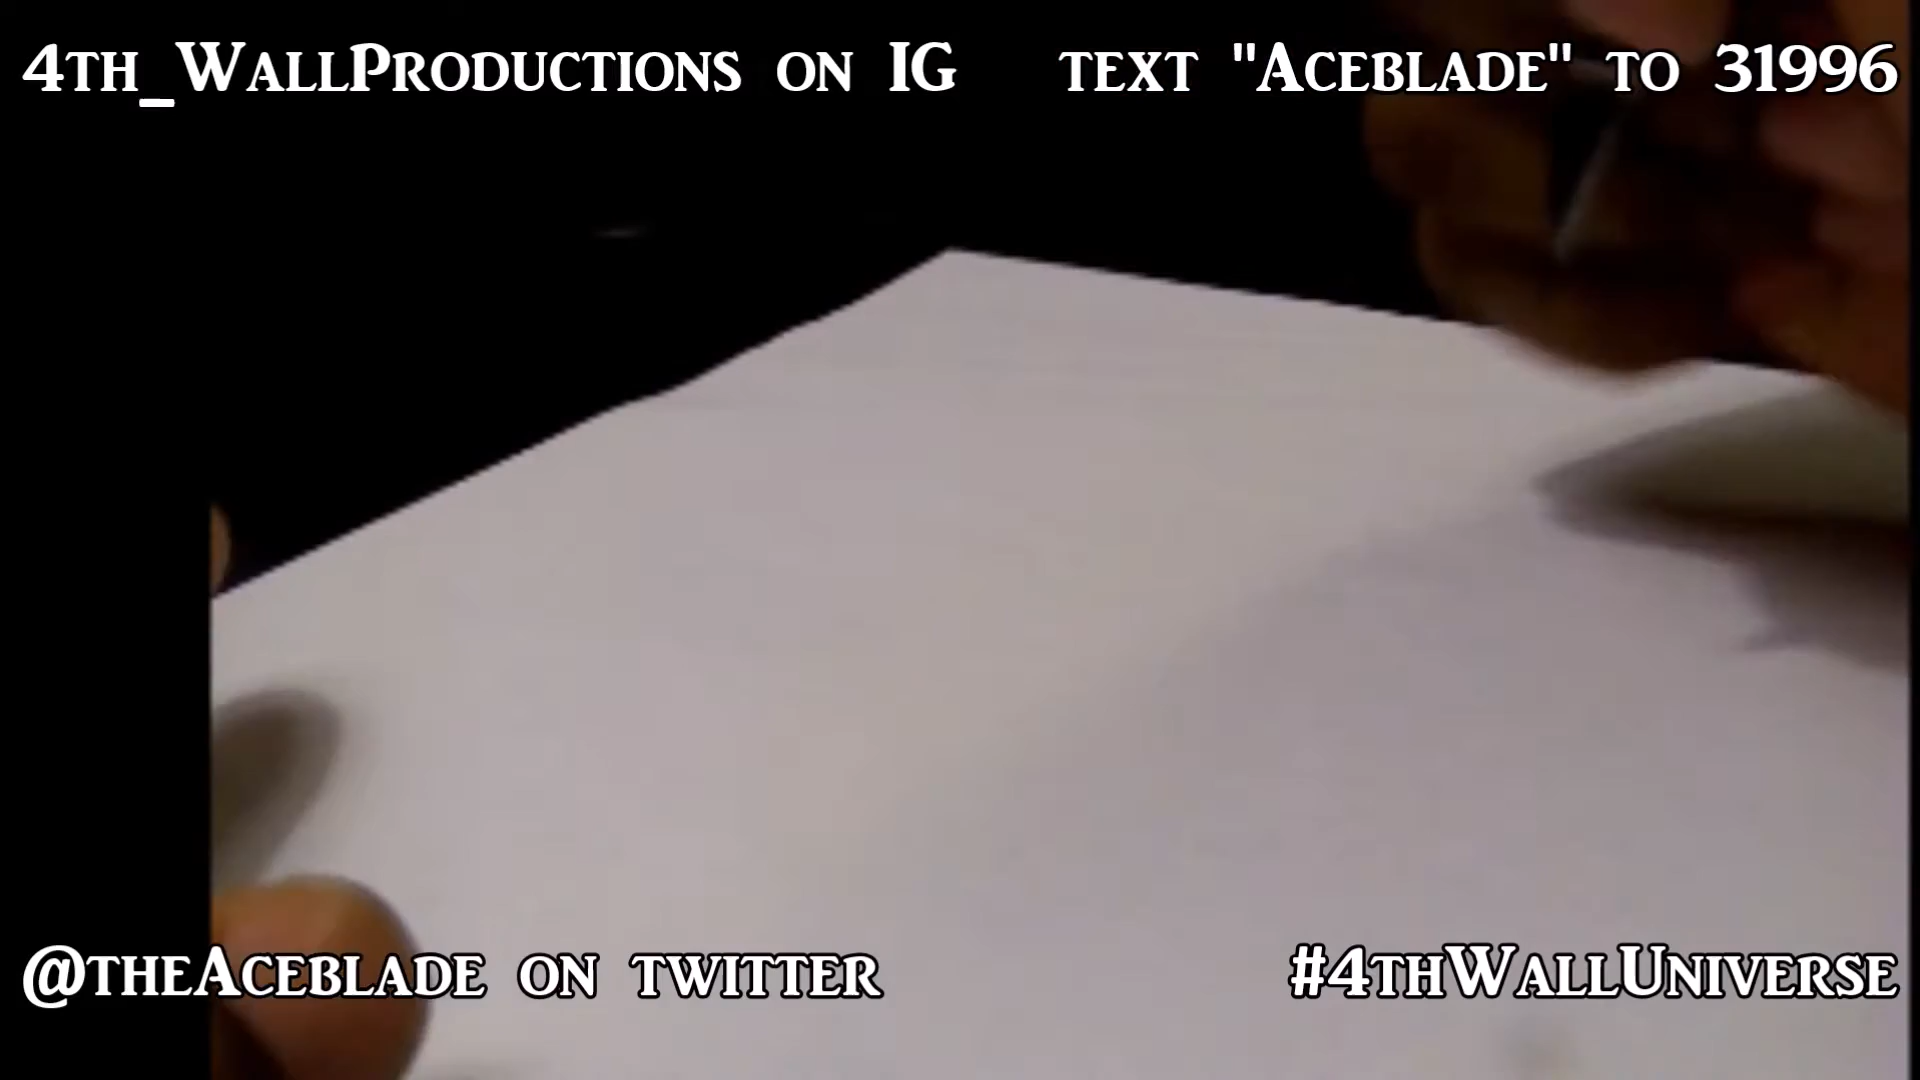 4th_WallProductions on IG
text "Aceblade" to 31996
@theAceblade on twitter
#4thWallUniverse